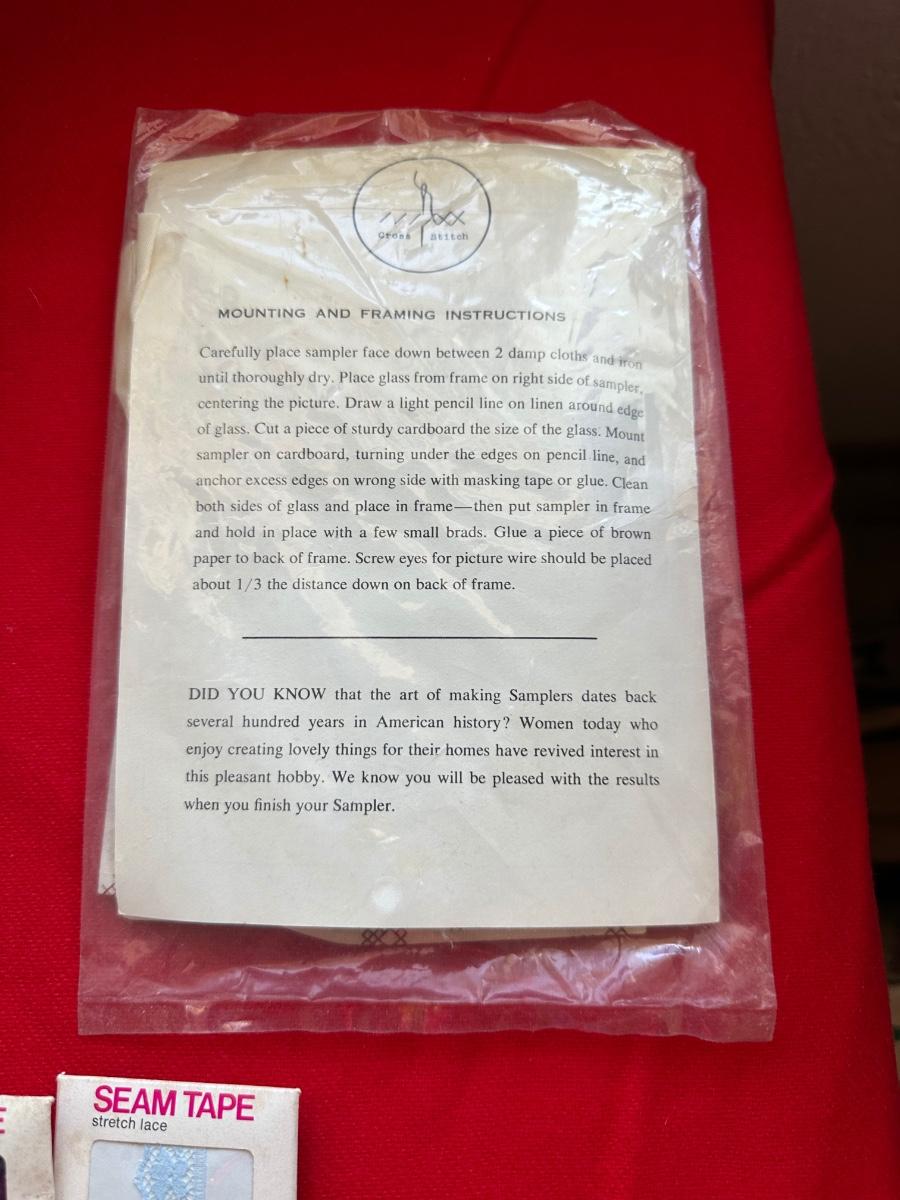 Cross Stitch
MOUNTING AND FRAMING INSTRUCTIONS
Carefully place sampler face down between 2 damp cloths and iron
until thoroughly dry. Place glass from frame on right side of sampler,
centering the picture. Draw a light pencil line on linen around edge
of glass. Cut a piece of sturdy cardboard the size of the glass. Mount
sampler on cardboard, turning under the edges on pencil line, and
anchor excess edges on wrong side with masking tape or glue. Clean
both sides of glass and place in frame—then put sampler in frame
and hold in place with a few small brads. Glue a piece of brown
paper to back of frame. Screw eyes for picture wire should be placed
about 1/3 the distance down on back of frame.
DID YOU KNOW that the art of making Samplers dates back
several hundred years in American history? Women today who
enjoy creating lovely things for their homes have revived interest in
this pleasant hobby. We know you will be pleased with the results
when you finish your Sampler.
E
SEAM TAPE
stretch lace